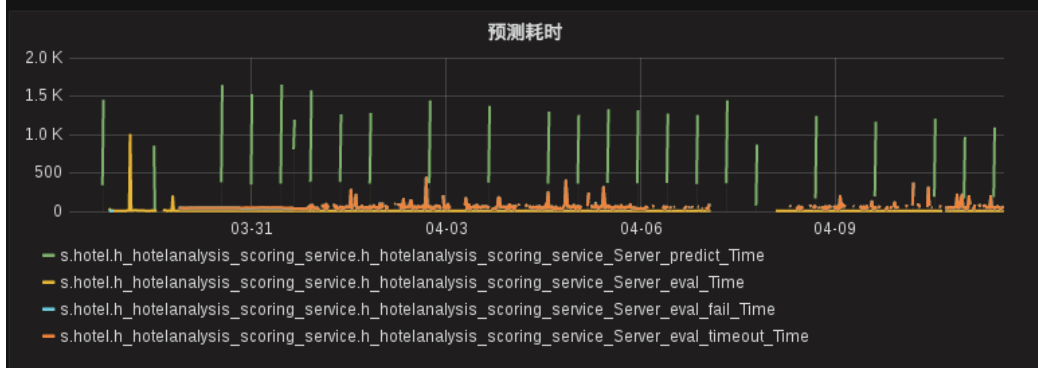 预测耗时
2.0 K
1.5 K
1.0 K
500
0
03-31 04-03 04-06 04-09
s.hotel.h_hotelanalysis_scoring_service.h_hotelanalysis_scoring_service_Server_predict_Time
s.hotel.h_hotelanalysis_scoring_service.h_hotelanalysis_scoring_service_Server_eval_Time
s.hotel.h_hotelanalysis_scoring_service.h_hotelanalysis_scoring_service_Server_eval_fail_Time
s.hotel.h_hotelanalysis_scoring_service.h_hotelanalysis_scoring_service_Server_eval_timeout_Time